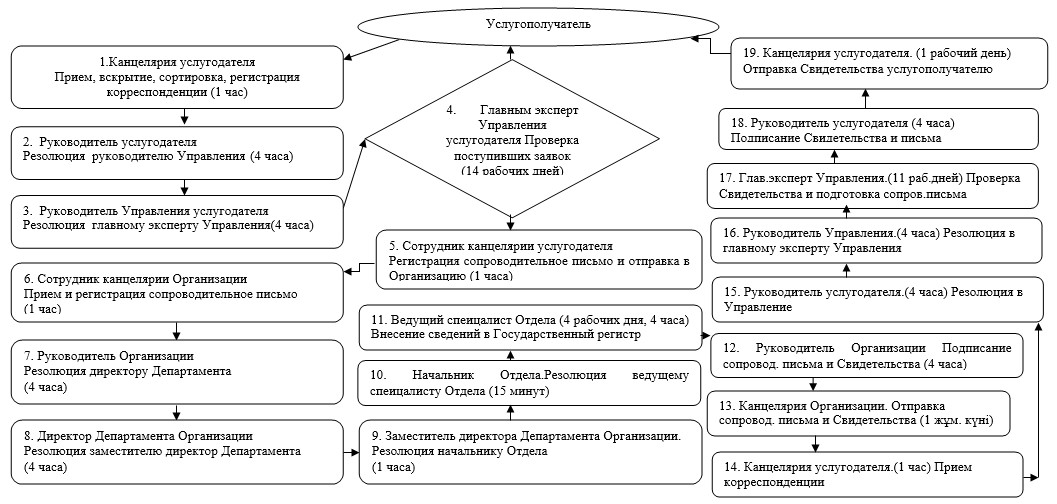 Услугополучатель
1.Канцелярия услугодателя
Прием, вскрытие, сортировка, регистрация
корреспонденции (1 час)
2. Руководитель услугодателя
Резолюция руководителю Управления (4 часа)
3. Руководитель Управления услугодателя
Резолюция главному эксперту Управления(4 часа)
4. Главным эксперт
Управления
услугодателя Проверка
поступивших заявок
(14 рабочих дней)
5. Сотрудник канцелярии услугодателя
Регистрация сопроводительное письмо и отправка в
Организацию (1 часа)
6. Сотрудник канцелярии Организации
Прием и регистрация сопроводительное письмо
(1 час)
7. Руководитель Организации
Резолюция директору Департамента
(4 часа)
8. Директор Департамента Организации
Резолюция заместителю директор Департамента
(4 часа)
9. Заместитель директора Департамента Организации.
Резолюция начальнику Отдела
(1 часа)
10. Начальник Отдела.Резолюция ведущему
специалисту Отдела (15 минут)
11. Ведущий специалист Отдела (4 рабочих дня, 4 часа)
Внесение сведений в Государственный регистр
12. Руководитель Организации Подписание
сопровод. письма и Свидетельства (4 часа)
13. Канцелярия Организации. Отправка
сопровод. письма и Свидетельства (1 жұм. күні)
14. Канцелярия услугодателя.(1 час) Прием
корреспонденции
15. Руководитель услугодателя.(4 часа) Резолюция в
Управление
16. Руководитель Управления.(4 часа) Резолюция в
главному эксперту Управления
17. Глав.эксперт Управления.(11 раб.дней) Проверка
Свидетельства и подготовка сопров.письма
18. Руководитель услугодателя (4 часа)
Подписание Свидетельства и письма
19. Канцелярия услугодателя. (1 рабочий день)
Отправка Свидетельства услугополучателю